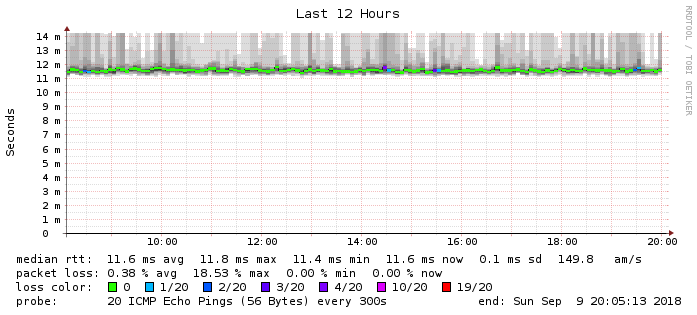 Last 12 Hours
RRDTOOL / TOBI OETIKER
Seconds
14 m
13 m
12 m
11 m
10 m
9 m
8 m
7 m
6 m
5 m
4 m
3 m
2 m
1 m
0
10:00 12:00 14:00 16:00 18:00 20:00
median rtt: 11.6 ms avg 11.8 ms max 11.4 ms min 11.6 ms now 0.1 ms sd 149.8 am/s
packet loss: 0.38 % avg 18.53 % max 0.00 % min 0.00 % now
loss color: 0 1/20 2/20 3/20 4/20 10/20 19/20
probe: 20 ICMP Echo Pings (56 Bytes) every 300s end: Sun Sep 9 20:05:13 2018